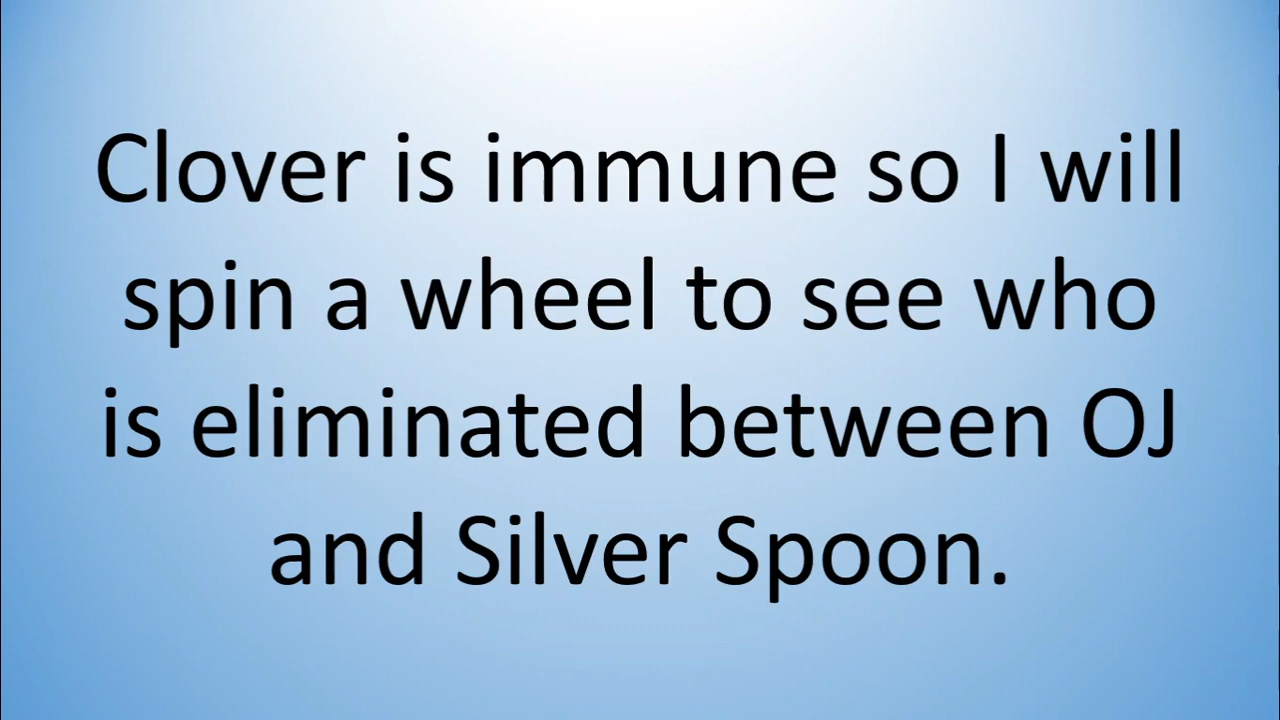 Clover is immune so I will
spin a wheel to see who
is eliminated between OJ
and Silver Spoon.